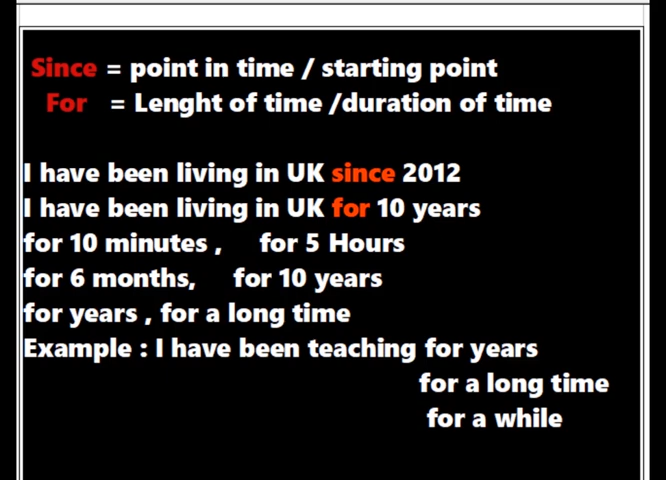 Since = point in time / starting point
For = Lenght of time /duration of time
I have been living in UK since 2012
I have been living in UK for 10 years
for 10 minutes , for 5 Hours
for 6 months, for 10 years
for years , for a long time
Example : I have been teaching for years
for a long time
for a while